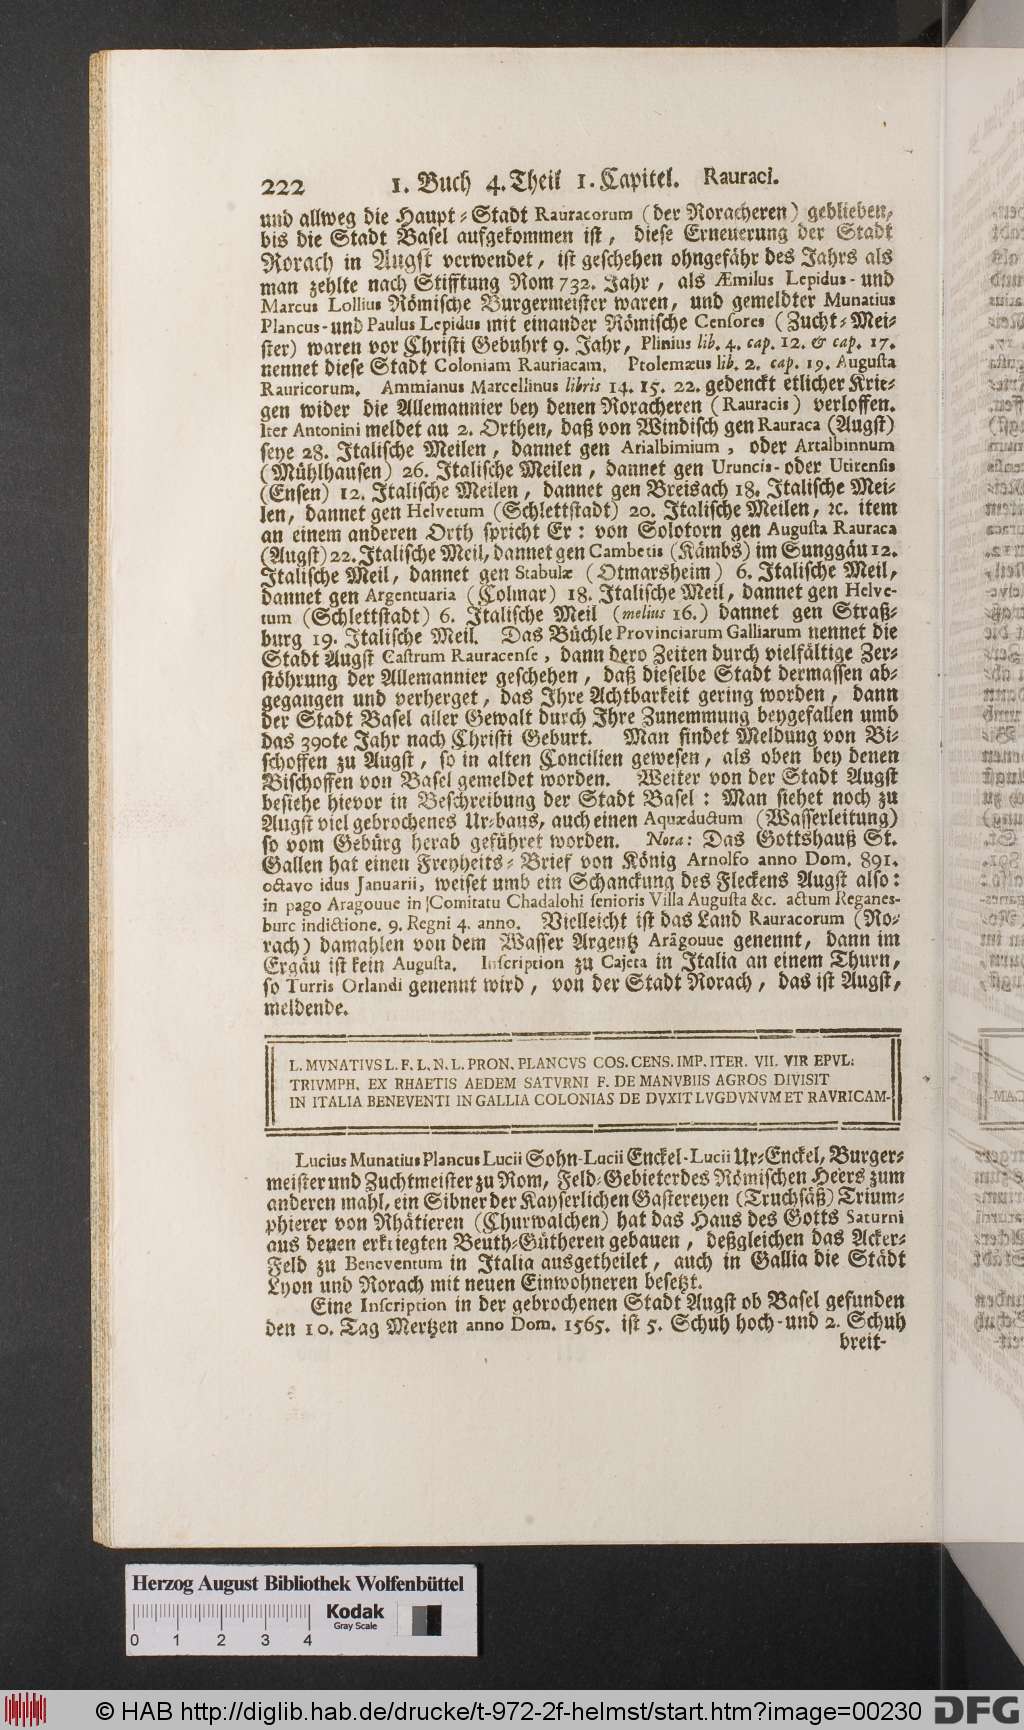 222 1. Buch 4. Theil 1. Capitel. Rauraci.
und allweg die Haupt-Stadt Rauracorum (der Roracheren) geblieben,
bis die Stadt Basel aufgekommen ist, diese Erneuerung der Stadt
Rorach in Augst verwendet, ist geschehen ohngefähr des Jahrs als
man zehlte nach Stifftung Rom 732. Jahr, als Æmilus Lepidus- und
Marcus Lollius Römische Burgermeister waren, und gemeldter Munatius
Plancus- und Paulus Lepidus mit einander Römische Censores (Zucht-Mei-
ster) waren vor Christi Gebuhrt 9. Jahr, Plinius lib. 4. cap. 12. & cap. 17.
nennet diese Stadt Coloniam Rauriacam. Ptolemæus lib. 2. cap. 19. Augusta
Rauricorum. Ammianus Marcellinus libris 14. 15. 22. gedenckt etlicher Krie-
gen wider die Allemannier bey denen Roracheren (Rauracis) verloffen.
Iter Antonini meldet au 2. Orthen, daß von Windisch gen Rauraca (Augst)
seye 28. Italische Meilen, dannet gen Arialbimium, oder Artalbinnum
(Mühlhausen) 26. Italische Meilen, dannet gen Uruncis- oder Utirensis
(Ensen) 12. Italische Meilen, dannet gen Breisach 18. Italische Mei-
len, dannet gen Helvetum (Schlettstadt) 20. Italische Meilen, ꝛc. item
an einem anderen Orth spricht Er: von Solotorn gen Augusta Rauraca
(Augst) 22. Italische Meil, dannet gen Cambetis (Kämbs) im Sunggäu 12.
Italische Meil, dannet gen Stabulæ (Otmarsheim) 6. Italische Meil,
dannet gen Argentuaria (Colmar) 18. Italische Meil, dannet gen Helve-
tum (Schlettstadt) 6. Italische Meil (melius 16.) dannet gen Straß-
burg 19. Italische Meil. Das Büchle Provinciarum Galliarum nennet die
Stadt Augst Castrum Rauracense, dann dero Zeiten durch vielfältige Zer-
stöhrung der Allemannier geschehen, daß dieselbe Stadt dermassen ab-
gegangen und verherget, das Ihre Achtbarkeit gering worden, dann
der Stadt Basel aller Gewalt durch Ihre Zunemmung beygefallen umb
das 390te Jahr nach Christi Geburt. Man findet Meldung von Bi-
schoffen zu Augst, so in alten Concilien gewesen, als oben bey denen
Bischoffen von Basel gemeldet worden. Weiter von der Stadt Augst
besiehe hievor in Beschreibung der Stadt Basel: Man siehet noch zu
Augst viel gebrochenes Ur-baus, auch einen Aquæductum (Wasserleitung)
so vom Gebürg herab geführet worden. Nota: Das Gottshauß St.
Gallen hat einen Freyheits-Brief von König Arnolfo anno Dom. 891.
octavo idus Januarii, weiset umb ein Schanckung des Fleckens Augst also:
in pago Aragouue in Comitatu Chadalohi senioris Villa Augusta &c. actum Reganes-
burc indictione. 9. Regni 4. anno. Vielleicht ist das Land Rauracorum (Ro-
rach) damahlen von dem Wasser Argentz Arâgouue genennt, dann im
Ergäu ist kein Augusta. Inscription zu Cajeta in Italia an einem Thurn,
so Turris Orlandi genennt wird, von der Stadt Rorach, das ist Augst,
meldende.
L. MVNATIVS L. F. L. N. L. PRON. PLANCVS COS. CENS. IMP. ITER. VII. VIR EPVL:
TRIVMPH. EX RHAETIS AEDEM SATVRNI F. DE MANVBIIS AGROS DIVISIT
IN ITALIA BENEVENTI IN GALLIA COLONIAS DE DVXIT LVGDVNVM ET RAVRICAM-
Lucius Munatius Plancus Lucii Sohn-Lucii Enckel-Lucii Ur-Enckel, Burger-
meister und Zuchtmeister zu Rom, Feld-Gebieter des Römischen Heers zum
anderen mahl, ein Sibner der Kayserlichen Gastereyen (Truchsäß) Trium-
phierer von Rhätieren (Churwalchen) hat das Haus des Gotts Saturni
aus denen erkriegten Beuth-Gütheren gebauen, deßgleichen das Acker-
Feld zu Beneventum in Italia ausgetheilet, auch in Gallia die Städt
Lyon und Rorach mit neuen Einwohneren besetzt.
Eine Inscription in der gebrochenen Stadt Augst ob Basel gefunden
den 10. Tag Mertzen anno Dom. 1565. ist 5. Schuh hoch- und 2. Schuh
breit-
Herzog August Bibliothek Wolfenbüttel
Kodak
Gray Scale
0 1 2 3 4
© HAB http://diglib.hab.de/drucke/t-972-2f-helmst/start.htm?image=00230 DFG